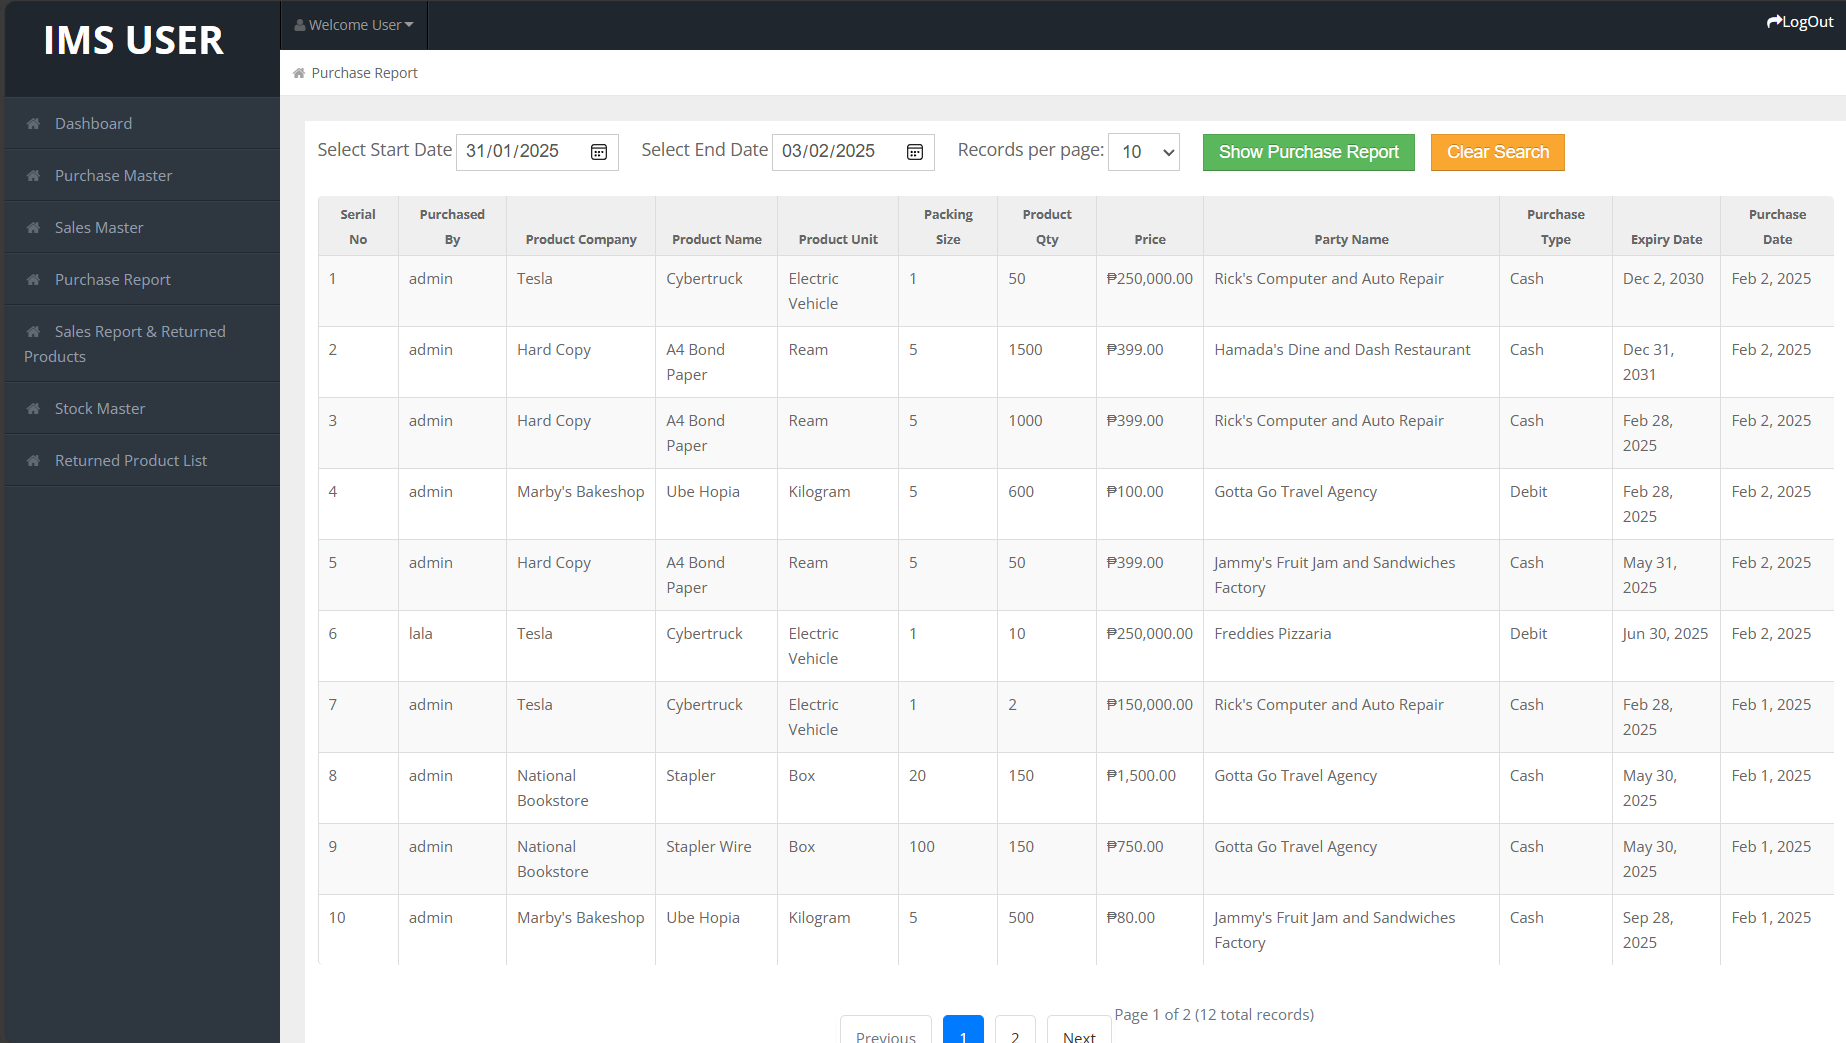 IMS USER
Welcome User
LogOut
Purchase Report
Dashboard
Purchase Master
Sales Master
Purchase Report
Sales Report & Returned
Products
Stock Master
Returned Product List
Select Start Date 31/01/2025 Select End Date 03/02/2025 Records per page: 10 Show Purchase Report Clear Search
Serial No Purchased By Product Company Product Name Product Unit Packing Size Product Qty Price Party Name Purchase Type Expiry Date Purchase Date
1 admin Tesla Cybertruck Electric Vehicle 1 50 ₱250,000.00 Rick's Computer and Auto Repair Cash Dec 2, 2030 Feb 2, 2025
2 admin Hard Copy A4 Bond Paper Ream 5 1500 ₱399.00 Hamada's Dine and Dash Restaurant Cash Dec 31, 2031 Feb 2, 2025
3 admin Hard Copy A4 Bond Paper Ream 5 1000 ₱399.00 Rick's Computer and Auto Repair Cash Feb 28, 2025 Feb 2, 2025
4 admin Marby's Bakeshop Ube Hopia Kilogram 5 600 ₱100.00 Gotta Go Travel Agency Debit Feb 28, 2025 Feb 2, 2025
5 admin Hard Copy A4 Bond Paper Ream 5 50 ₱399.00 Jammy's Fruit Jam and Sandwiches Factory Cash May 31, 2025 Feb 2, 2025
6 lala Tesla Cybertruck Electric Vehicle 1 10 ₱250,000.00 Freddies Pizzaria Debit Jun 30, 2025 Feb 2, 2025
7 admin Tesla Cybertruck Electric Vehicle 1 2 ₱150,000.00 Rick's Computer and Auto Repair Cash Feb 28, 2025 Feb 1, 2025
8 admin National Bookstore Stapler Box 20 150 ₱1,500.00 Gotta Go Travel Agency Cash May 30, 2025 Feb 1, 2025
9 admin National Bookstore Stapler Wire Box 100 150 ₱750.00 Gotta Go Travel Agency Cash May 30, 2025 Feb 1, 2025
10 admin Marby's Bakeshop Ube Hopia Kilogram 5 500 ₱80.00 Jammy's Fruit Jam and Sandwiches Factory Cash Sep 28, 2025 Feb 1, 2025
Previous 1 2 Next Page 1 of 2 (12 total records)